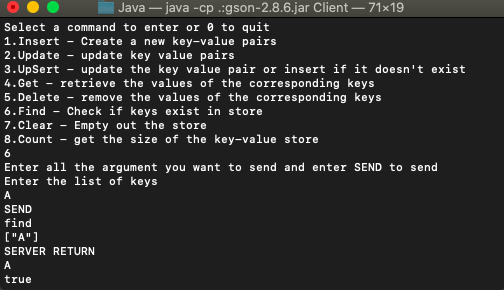 Java — java -cp .:gson-2.8.6.jar Client — 71×19
Select a command to enter or 0 to quit
1.Insert – Create a new key-value pairs
2.Update – update key value pairs
3.UpSert – update the key value pair or insert if it doesn't exist
4.Get – retrieve the values of the corresponding keys
5.Delete – remove the values of the corresponding keys
6.Find – Check if keys exist in store
7.Clear – Empty out the store
8.Count – get the size of the key-value store
6
Enter all the argument you want to send and enter SEND to send
Enter the list of keys
A
SEND
find
["A"]
SERVER RETURN
A
true